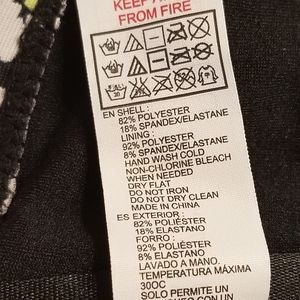 KEEP
FROM FIRE
EN SHELL :
82% POLYESTER
18% SPANDEX/ELASTANE
LINING :
92% POLYESTER
8% SPANDEX/ELASTANE
HAND WASH COLD
NON-CHLORINE BLEACH
WHEN NEEDED
DRY FLAT
DO NOT IRON
DO NOT DRY CLEAN
MADE IN CHINA
ES EXTERIOR :
82% POLIÉSTER
18% ELASTANO
FORRO :
92% POLIÉSTER
8% ELASTANO
LAVADO A MANO.
TEMPERATURA MÁXIMA
30OC
SOLO PERMITE UN